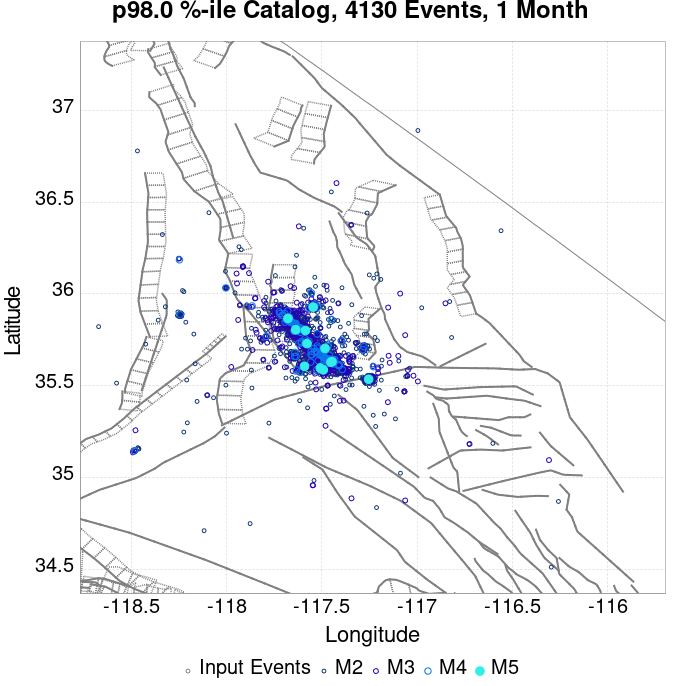 p98.0 %-ile Catalog, 4130 Events, 1 Month
37
36.5
36
35.5
35
34.5
Latitude
-118.5 -118 -117.5 -117 -116.5 -116
Longitude
Input Events M2 M3 M4 M5